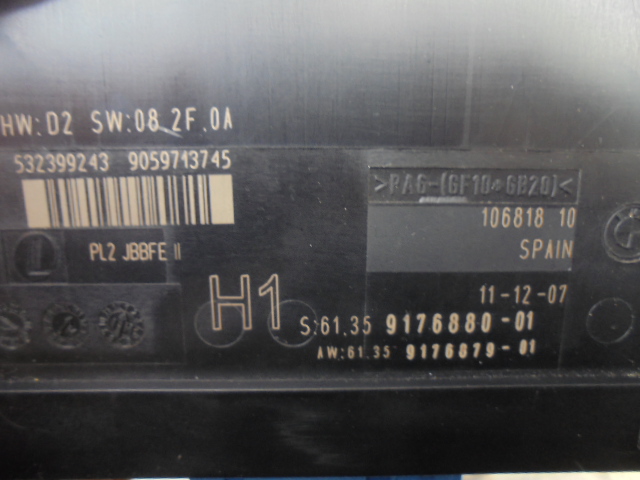 HW:D2 SW:08.2F.0A
532399243 9059713745
>PA6-(GF10+GM20)<
106818 10
PL2 JBBFE II
SPAIN
11-12-07
H1
S:61.35 9176880-01
AW:61.35 9176879-01